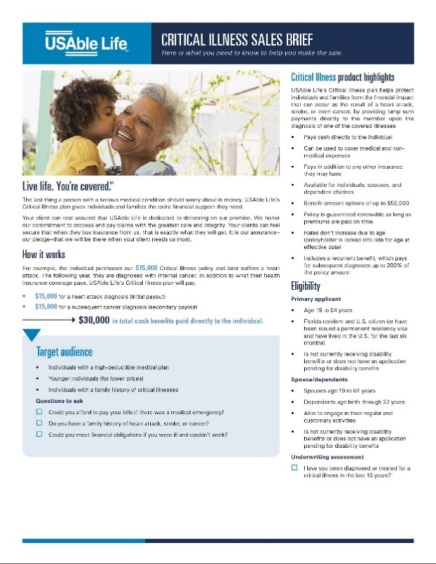 USAble Life
CRITICAL ILLNESS SALES BRIEF
Here is what you need to know to help you make the sale.
Live life. You're covered.®
The last thing a person with a serious medical condition should worry about is money. USAble Life's
Critical Illness plan gives individuals and families the extra financial support they need.
Your client can rest assured that USAble Life is dedicated to delivering on our promise. We honor
our commitment to process and pay claims with the greatest care and integrity. Your clients can feel
secure that when they buy insurance from us, that is exactly what they will get. It is our assurance–
our pledge–that we will be there when your client needs us most.
How it works
For example, the individual purchases our $15,000 Critical Illness policy and later suffers a heart
attack. The following year, they are diagnosed with internal cancer. In addition to what their health
insurance coverage pays, USAble Life's Critical Illness plan will pay:
• $15,000 for a heart attack diagnosis (initial payout)
• $15,000 for a subsequent cancer diagnosis (secondary payout)
$30,000 in total cash benefits paid directly to the individual.
Target audience
• Individuals with a high-deductible medical plan
• Younger individuals (for lower prices)
• Individuals with a family history of critical illnesses
Questions to ask
Could you afford to pay your bills if there was a medical emergency?
Do you have a family history of heart attack, stroke, or cancer?
Could you meet financial obligations if you were ill and couldn't work?
Critical Illness product highlights
USAble Life's Critical Illness plan helps protect
individuals and families from the financial impact
that can occur as the result of a heart attack,
stroke, or even cancer, by providing lump sum
payments directly to the member upon the
diagnosis of one of the covered illnesses.
• Pays cash directly to the individual
• Can be used to cover medical and non-
medical expenses
• Pays in addition to any other insurance
they may have
• Available for individuals, spouses, and
dependent children
• Benefit amount options of up to $50,000
• Policy is guaranteed renewable as long as
premiums are paid on time
• Rates don't increase due to age
(policyholder is locked into rate for age at
effective date)
• Includes a recurrent benefit, which pays
for subsequent diagnoses up to 200% of
the policy amount
Eligibility
Primary applicant
• Age 19 to 64 years
• Florida resident and U.S. citizen (or have
been issued a permanent residency visa
and have lived in the U.S. for the last six
months)
• Is not currently receiving disability
benefits or does not have an application
pending for disability benefits
Spouse/dependents
• Spouses age 19 to 64 years
• Dependents age birth through 22 years
• Able to engage in their regular and
customary activities
• Is not currently receiving disability
benefits or does not have an application
pending for disability benefits
Underwriting assessment
Have you been diagnosed or treated for a
critical illness in the last 10 years?